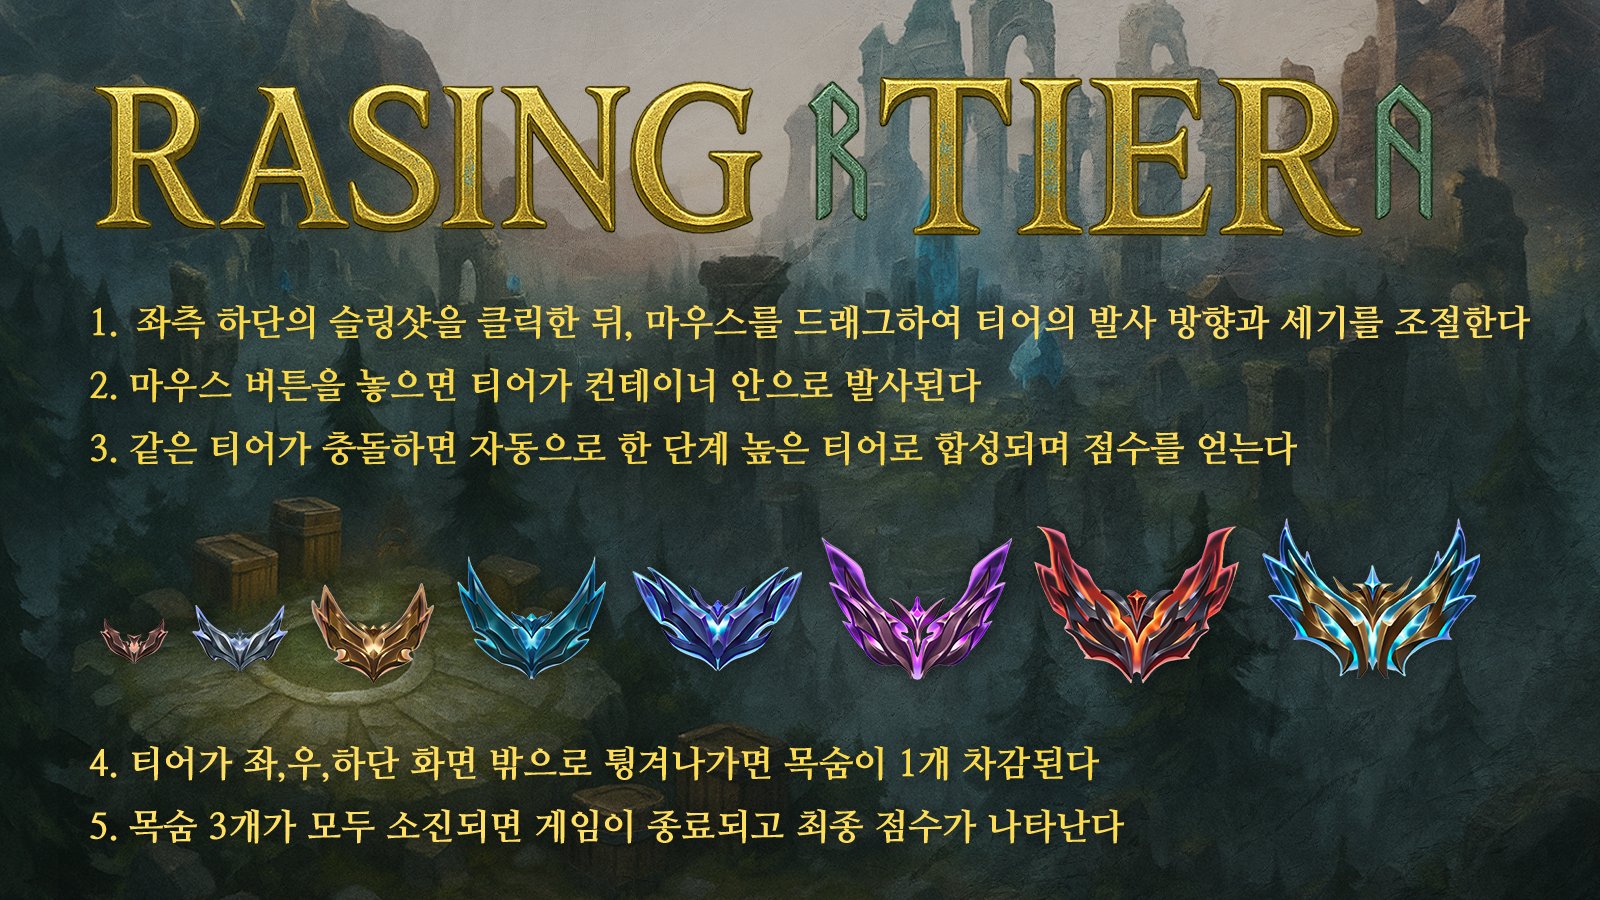 RASING TIER
1. 좌측 하단의 슬링샷을 클릭한 뒤, 마우스를 드래그하여 티어의 발사 방향과 세기를 조절한다
2. 마우스 버튼을 놓으면 티어가 컨테이너 안으로 발사된다
3. 같은 티어가 충돌하면 자동으로 한 단계 높은 티어로 합성되며 점수를 얻는다
4. 티어가 좌,우,하단 화면 밖으로 튕겨나가면 목숨이 1개 차감된다
5. 목숨 3개가 모두 소진되면 게임이 종료되고 최종 점수가 나타난다